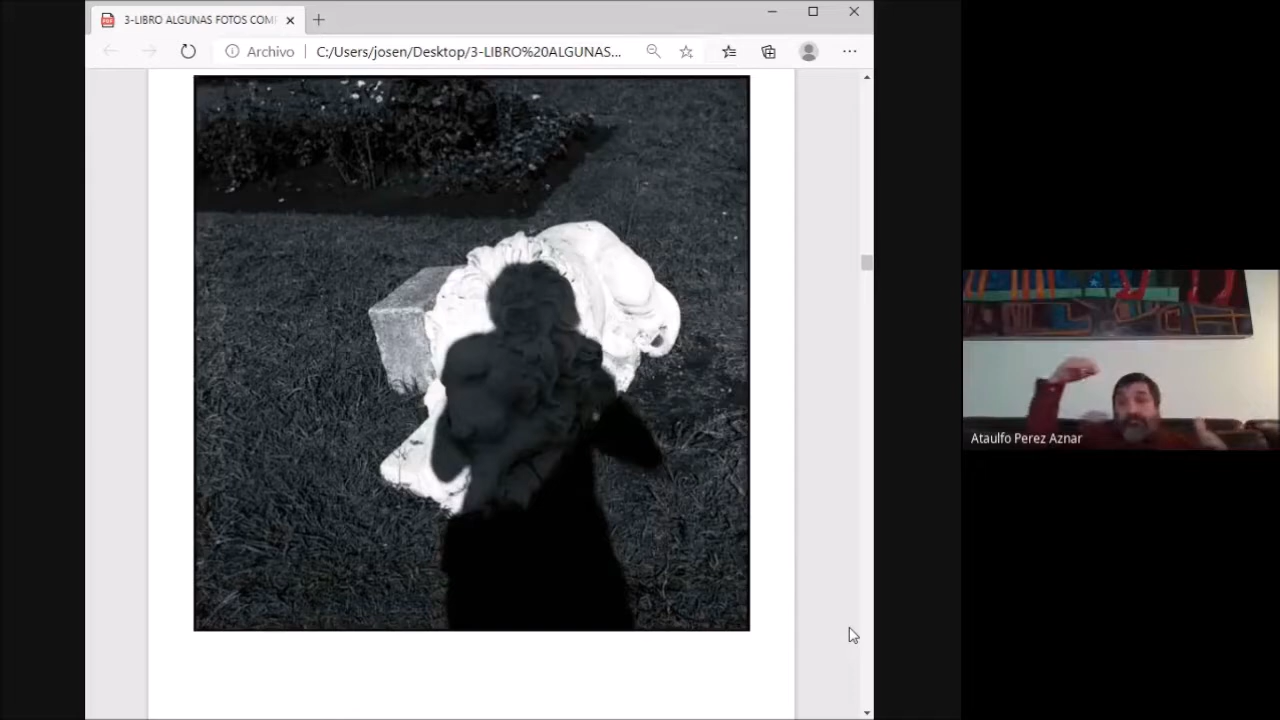 3-LIBRO ALGUNAS FOTOS COM
Archivo
C:/Users/josen/Desktop/3-LIBRO%20ALGUNAS...
Ataulfo Perez Aznar